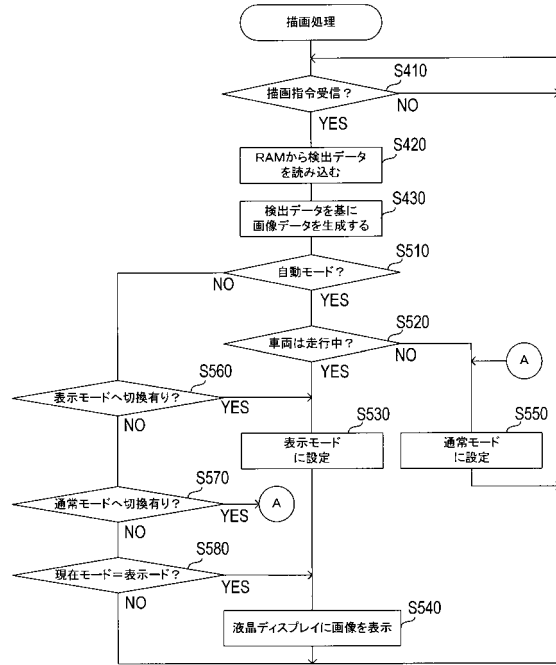 描画処理
S410
描画指令受信?
NO
YES
S420
RAMから検出データ
を読み込む
S430
検出データを基に
画像データを生成する
S510
自動モード?
NO
YES
S520
車両は走行中?
NO
YES
A
S560
表示モードへ切換有り?
YES
NO
S530
表示モード
に設定
S550
通常モード
に設定
S570
通常モードへ切換有り?
YES
A
NO
S580
現在モード=表示ード?
YES
NO
S540
液晶ディスプレイに画像を表示